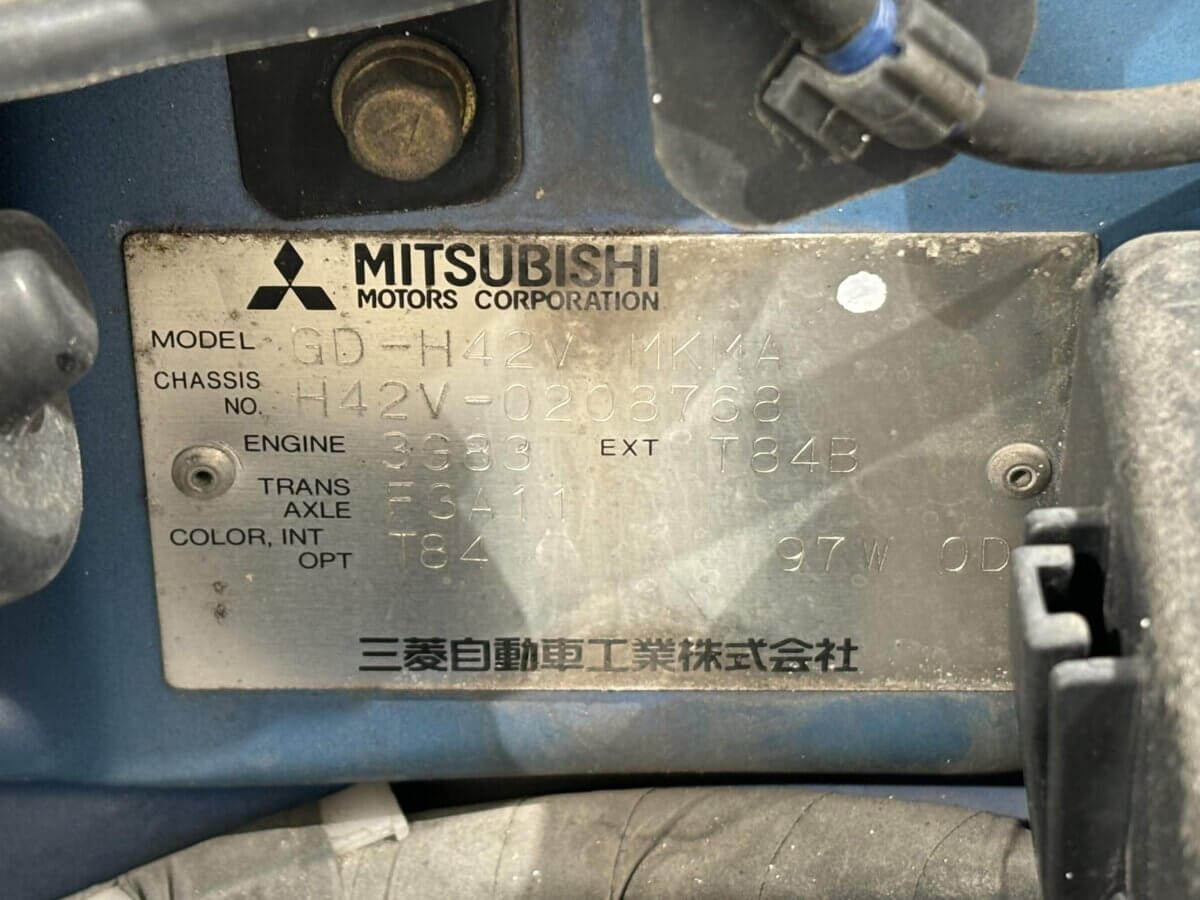 MITSUBISHI
MOTORS CORPORATION
MODEL GD-H42V MKMA
CHASSIS NO. H42V-0208768
ENGINE 3G83 EXT T84B
TRANS AXLE F3A11
COLOR, INT OPT T84 97W 0D
三菱自動車工業株式会社